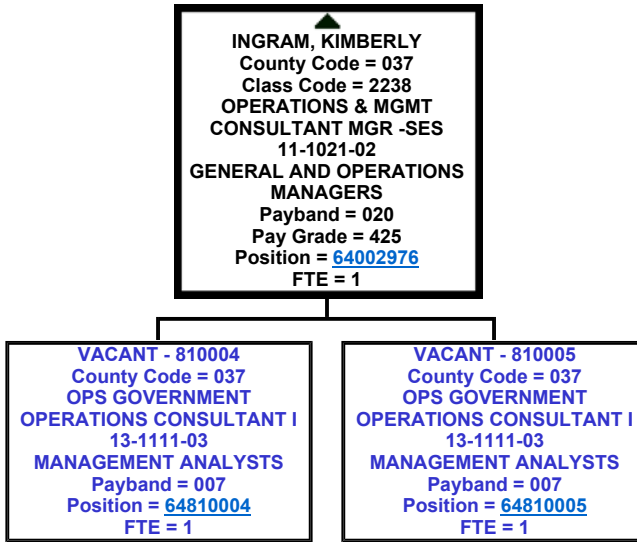 INGRAM, KIMBERLY
County Code = 037
Class Code = 2238
OPERATIONS & MGMT
CONSULTANT MGR -SES
11-1021-02
GENERAL AND OPERATIONS
MANAGERS
Payband = 020
Pay Grade = 425
Position = 64002976
FTE = 1
VACANT - 810004
County Code = 037
OPS GOVERNMENT
OPERATIONS CONSULTANT I
13-1111-03
MANAGEMENT ANALYSTS
Payband = 007
Position = 64810004
FTE = 1
VACANT - 810005
County Code = 037
OPS GOVERNMENT
OPERATIONS CONSULTANT I
13-1111-03
MANAGEMENT ANALYSTS
Payband = 007
Position = 64810005
FTE = 1